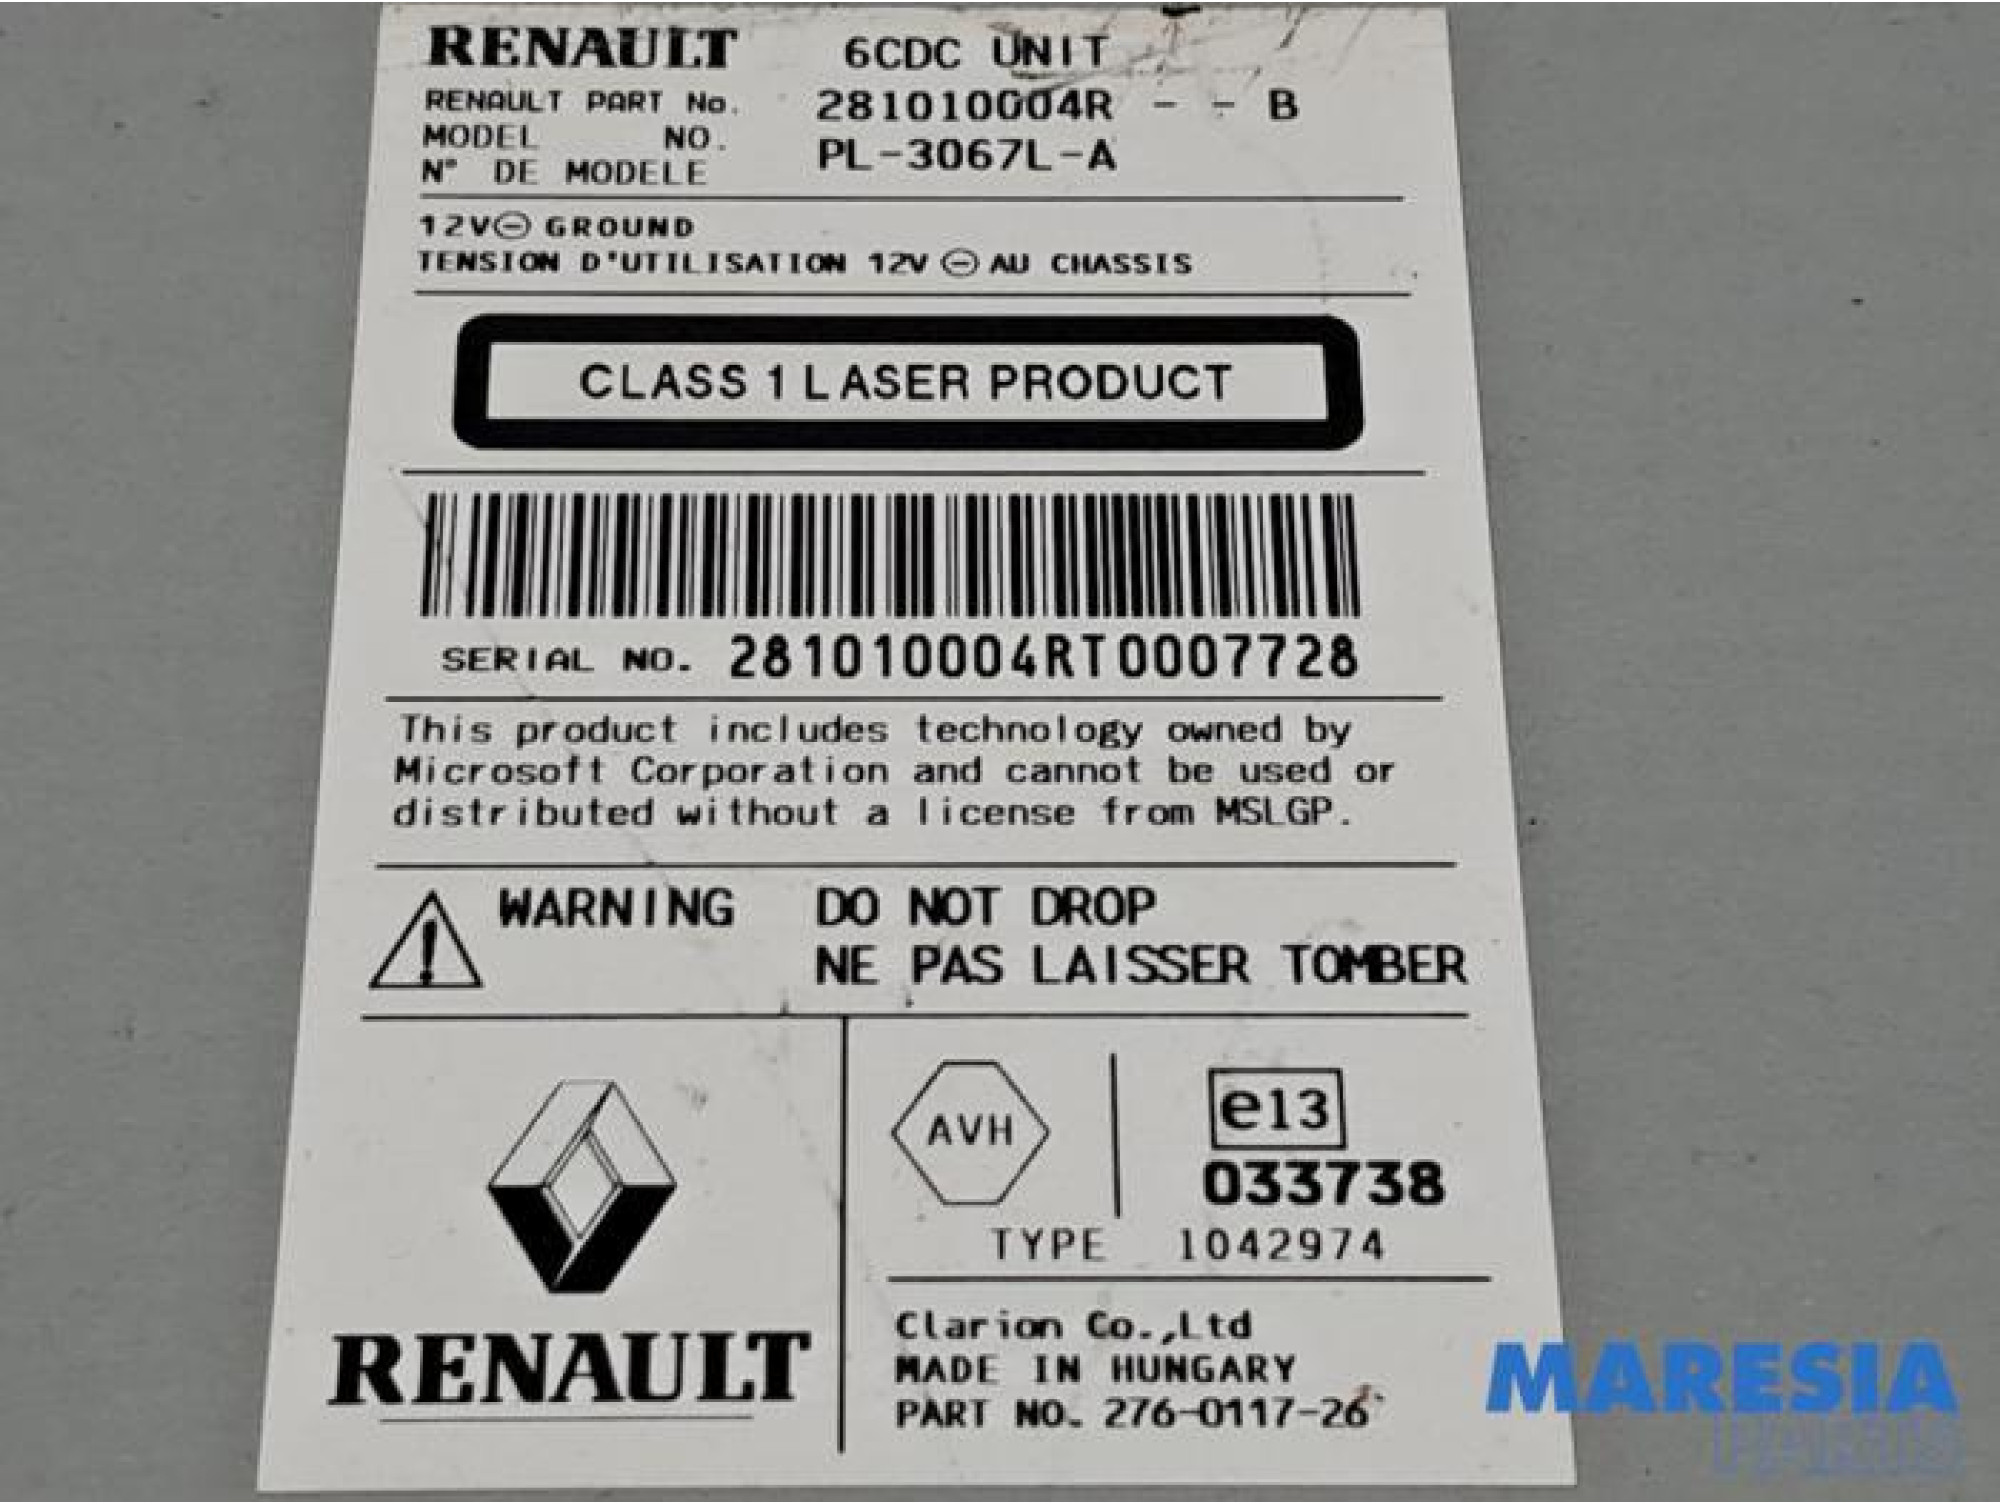 RENAULT 6CDC UNIT
RENAULT PART No. 281010004R - - B
MODEL NO.
N° DE MODELE PL-3067L-A
12V⊖ GROUND
TENSION D'UTILISATION 12V ⊖ AU CHASSIS
CLASS 1 LASER PRODUCT
SERIAL NO. 281010004RT0007728
This product includes technology owned by
Microsoft Corporation and cannot be used or
distributed without a license from MSLGP.
WARNING DO NOT DROP
NE PAS LAISSER TOMBER
RENAULT
AVH
e13
033738
TYPE 1042974
Clarion Co.,Ltd
MADE IN HUNGARY
PART NO. 276-0117-26
MARESIA
PARTS